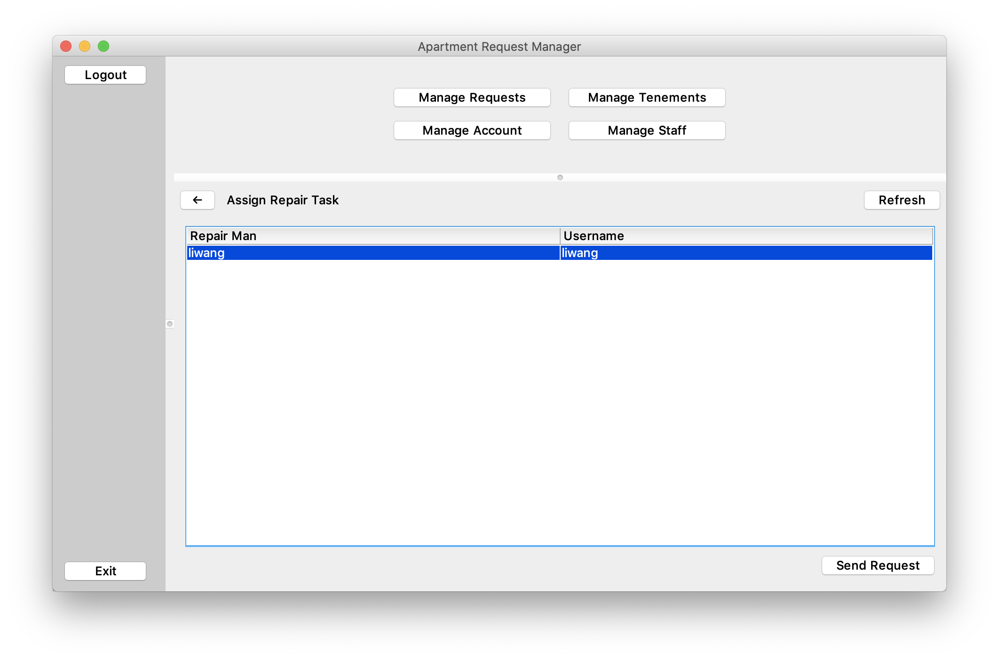 Apartment Request Manager
Logout
Manage Requests Manage Tenements
Manage Account Manage Staff
← Assign Repair Task Refresh
Repair Man Username
liwang liwang
Exit
Send Request